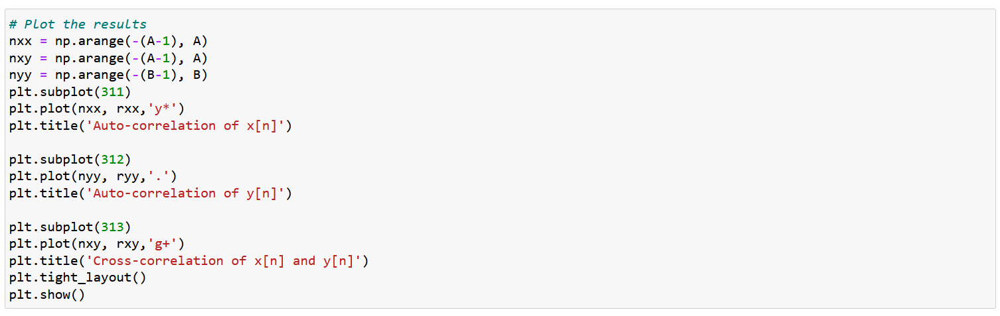 # Plot the results
nxx = np.arange(-(A-1), A)
nxy = np.arange(-(A-1), A)
nyy = np.arange(-(B-1), B)
plt.subplot(311)
plt.plot(nxx, rxx,'y*')
plt.title('Auto-correlation of x[n]')
plt.subplot(312)
plt.plot(nyy, ryy,'.')
plt.title('Auto-correlation of y[n]')
plt.subplot(313)
plt.plot(nxy, rxy,'g+')
plt.title('Cross-correlation of x[n] and y[n]')
plt.tight_layout()
plt.show()